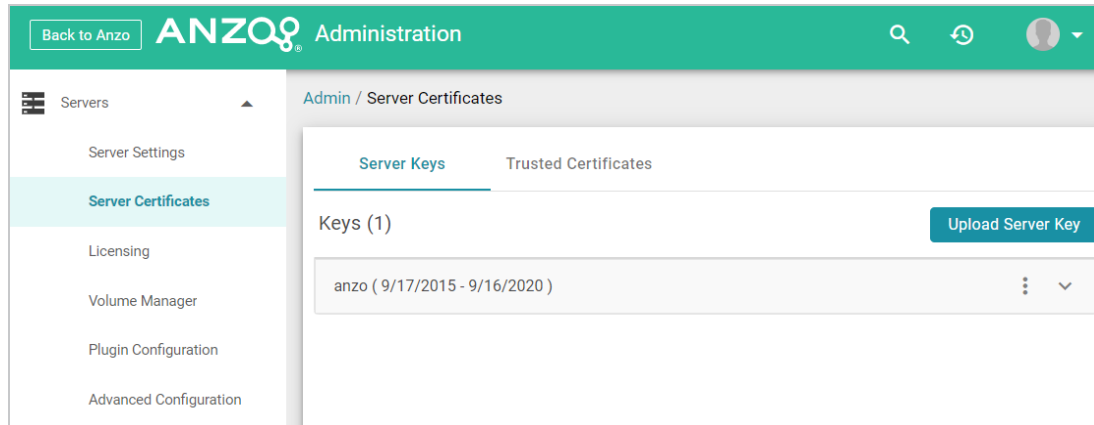 Back to Anzo ANZO® Administration
Servers
Server Settings
Server Certificates
Licensing
Volume Manager
Plugin Configuration
Advanced Configuration
Admin / Server Certificates
Server Keys Trusted Certificates
Keys (1) Upload Server Key
anzo ( 9/17/2015 - 9/16/2020 )